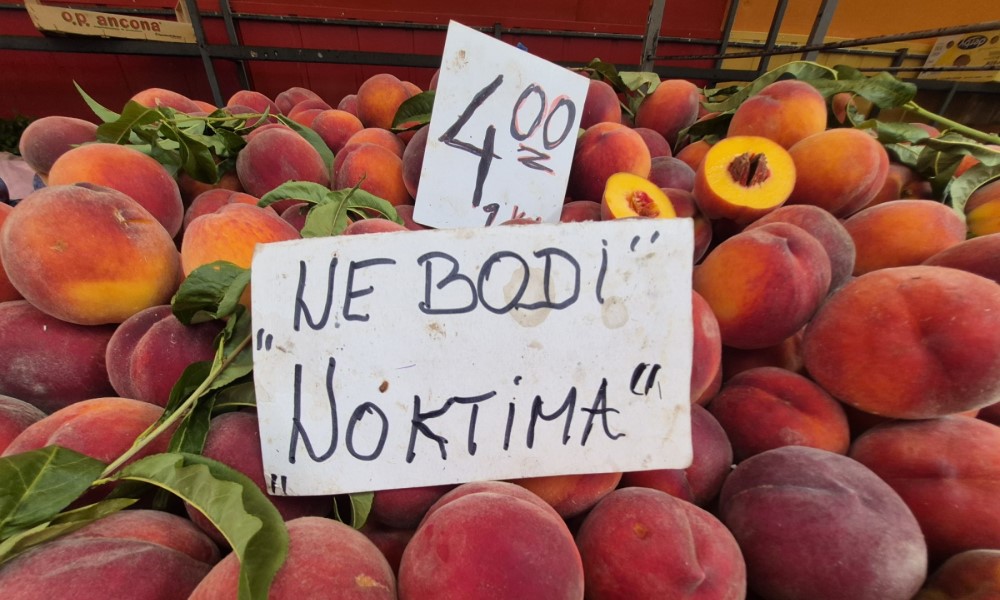 o.p. ancona
4.00
"NE BODi"
"NOKTiMA"